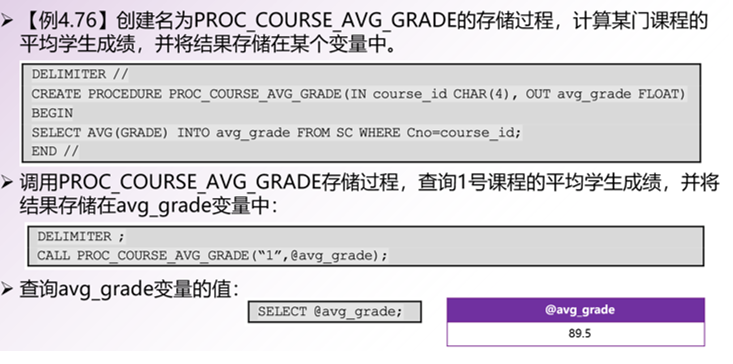 ➢ 【例4.76】创建名为PROC_COURSE_AVG_GRADE的存储过程，计算某门课程的
平均学生成绩，并将结果存储在某个变量中。
DELIMITER //
CREATE PROCEDURE PROC_COURSE_AVG_GRADE(IN course_id CHAR(4), OUT avg_grade FLOAT)
BEGIN
SELECT AVG(GRADE) INTO avg_grade FROM SC WHERE Cno=course_id;
END //
➢ 调用PROC_COURSE_AVG_GRADE存储过程，查询1号课程的平均学生成绩，并将
结果存储在avg_grade变量中：
DELIMITER ;
CALL PROC_COURSE_AVG_GRADE(“1”,@avg_grade);
➢ 查询avg_grade变量的值：
SELECT @avg_grade;
@avg_grade
89.5